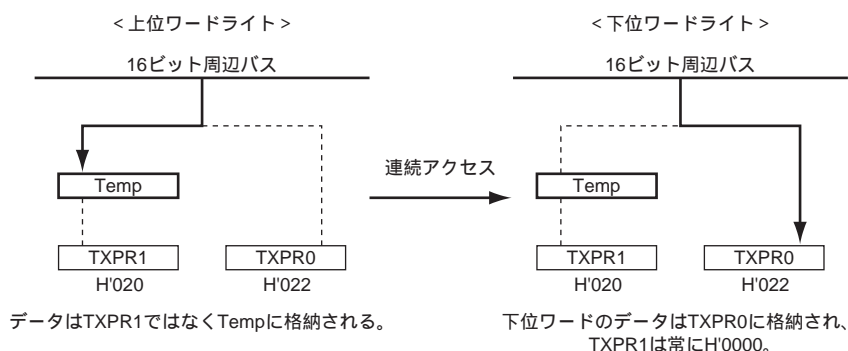 <上位ワードライト>
16ビット周辺バス
Temp
TXPR1
TXPR0
H'020
H'022
データはTXPR1ではなくTempに格納される。
連続アクセス
<下位ワードライト>
16ビット周辺バス
Temp
TXPR1
TXPR0
H'020
H'022
下位ワードのデータはTXPR0に格納され、
TXPR1は常にH'0000。